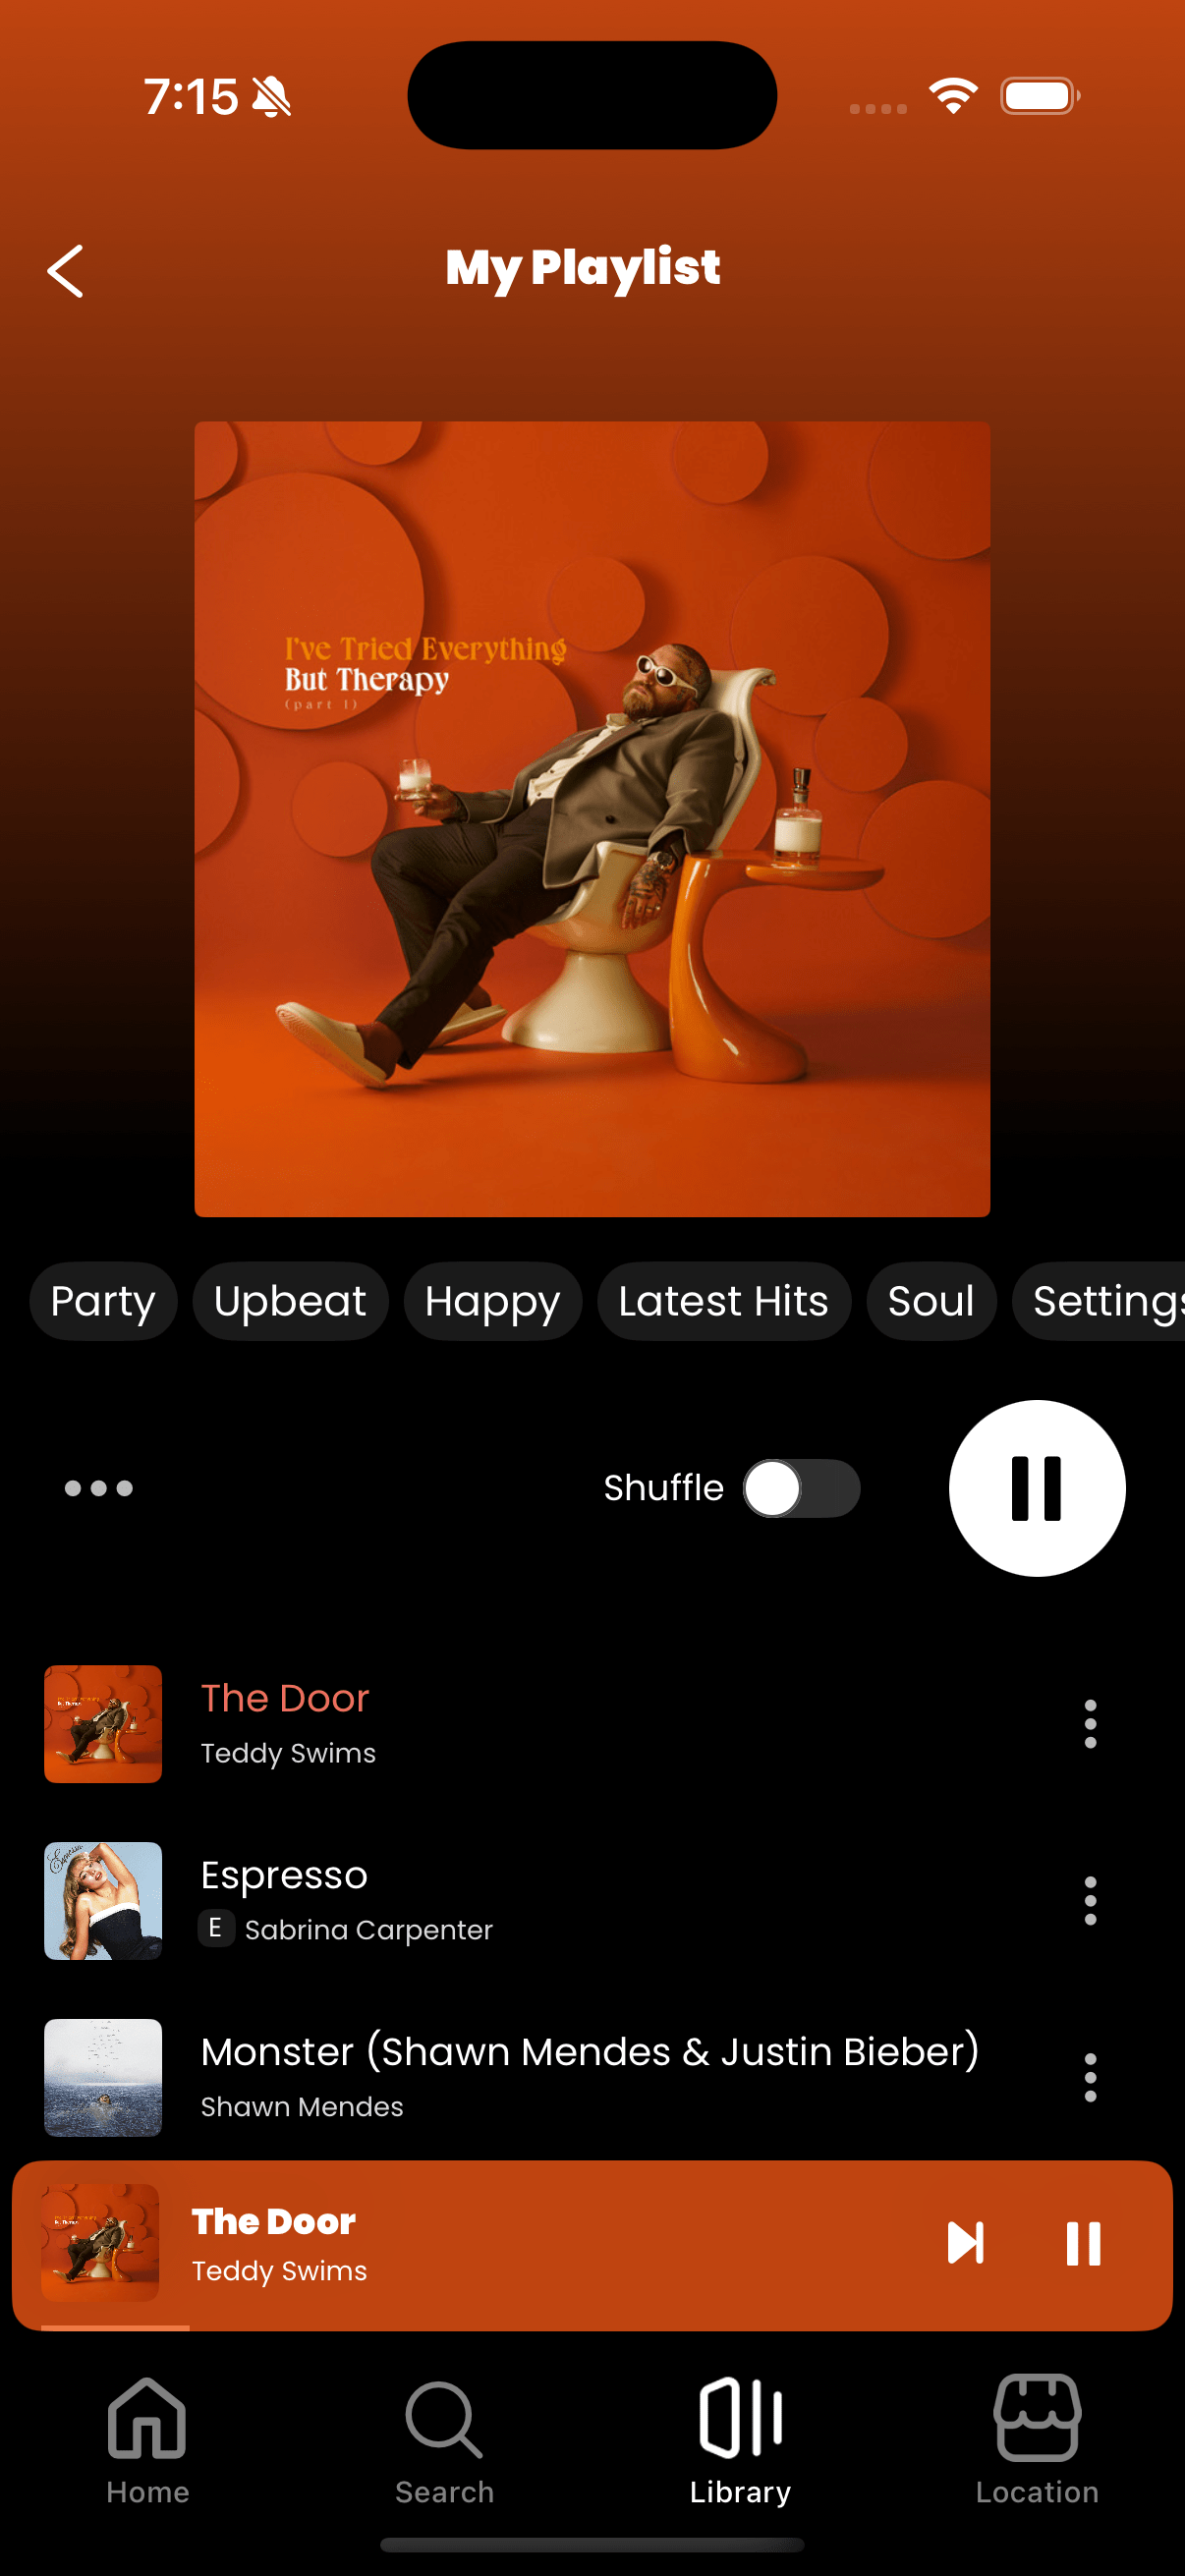 7:15
My Playlist
I've Tried Everything
But Therapy
(part 1)
Party
Upbeat
Happy
Latest Hits
Soul
Settings
Shuffle
The Door
Teddy Swims
Espresso
E Sabrina Carpenter
Monster (Shawn Mendes & Justin Bieber)
Shawn Mendes
The Door
Teddy Swims
Home
Search
Library
Location